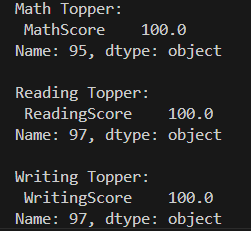 Math Topper:
 MathScore    100.0
Name: 95, dtype: object

Reading Topper:
 ReadingScore    100.0
Name: 97, dtype: object

Writing Topper:
 WritingScore    100.0
Name: 97, dtype: object